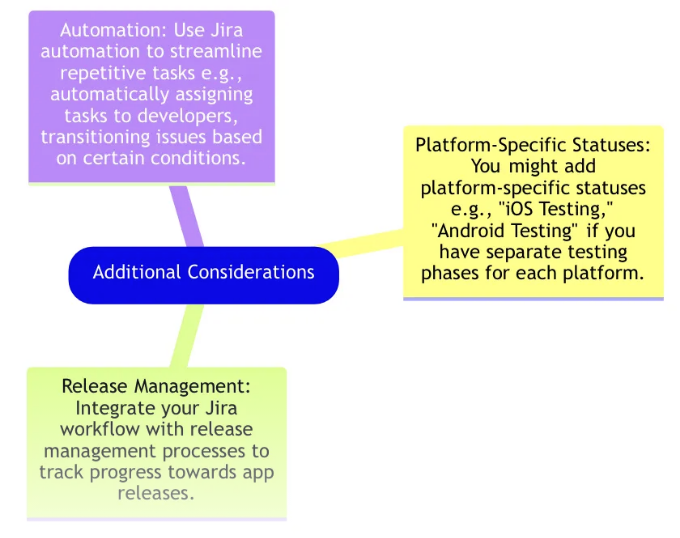 Automation: Use Jira
automation to streamline
repetitive tasks e.g.,
automatically assigning
tasks to developers,
transitioning issues based
on certain conditions.
Platform-Specific Statuses:
You might add
platform-specific statuses
e.g., "iOS Testing,"
"Android Testing" if you
have separate testing
phases for each platform.
Additional Considerations
Release Management:
Integrate your Jira
workflow with release
management processes to
track progress towards app
releases.